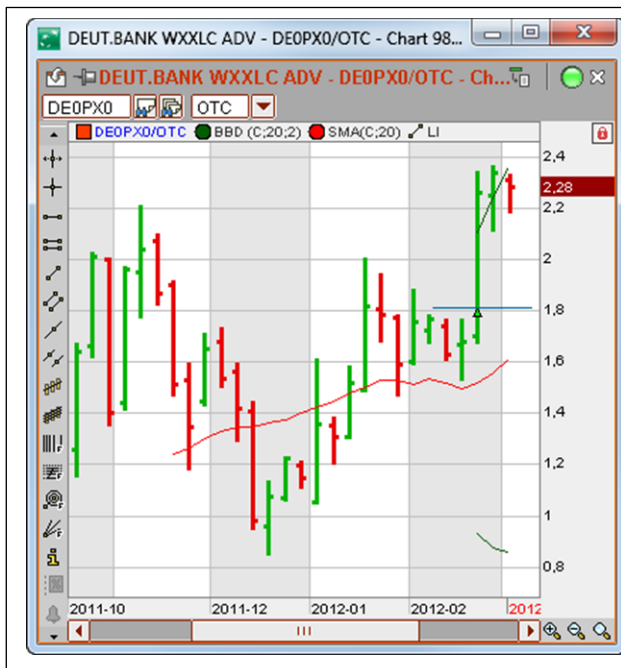 DEUT.BANK WXXLC ADV - DE0PX0/OTC - Chart 98...
DEUT.BANK WXXLC ADV - DE0PX0/OTC - Ch...
DE0PX0 OTC
DE0PX0/OTC BBD (C;20;2) SMA(C;20) LI
2,4
2,28
2,2
2
1,8
1,6
1,4
1,2
1
0,8
2011-10 2011-12 2012-01 2012-02 2012